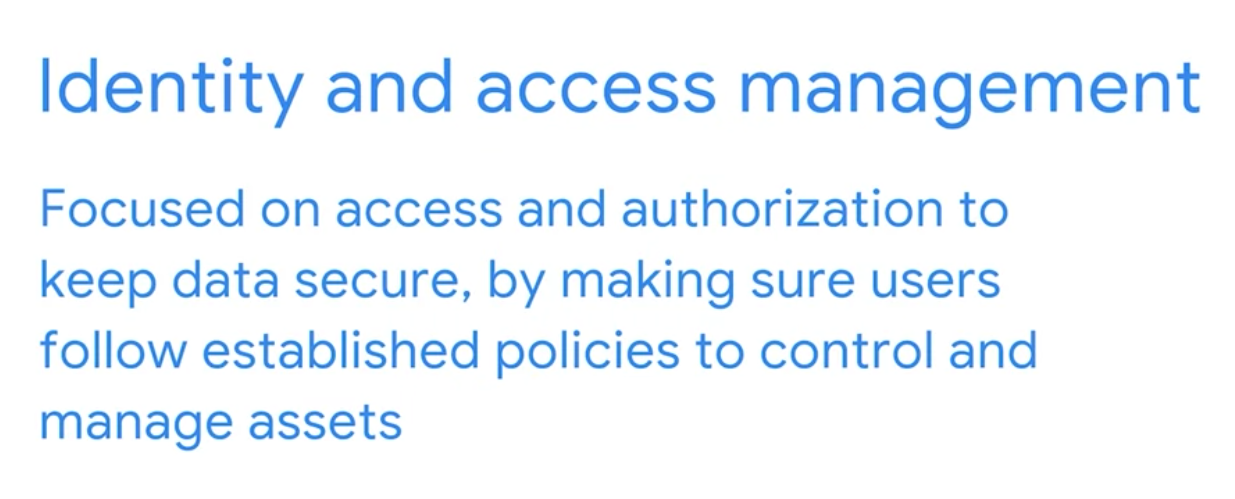 Identity and access management
Focused on access and authorization to
keep data secure, by making sure users
follow established policies to control and
manage assets